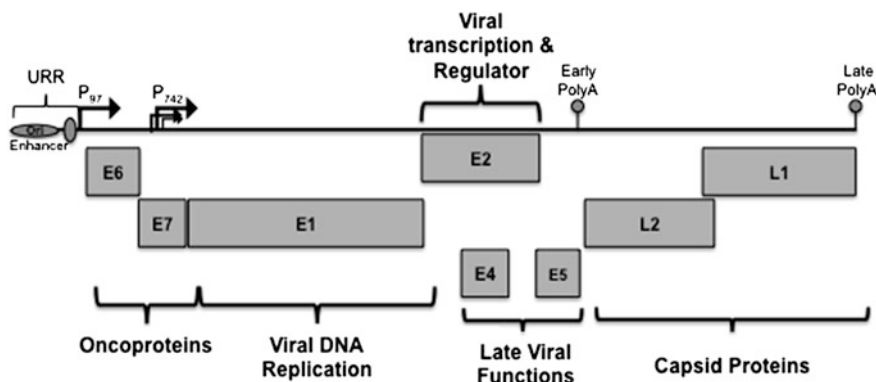 Viral
transcription &
Regulator
URR
P97
P742
Early
PolyA
Late
PolyA
Ori
Enhancer
E6
E2
L1
E7
E1
L2
E4
E5
Oncoproteins
Viral DNA
Replication
Late Viral
Functions
Capsid Proteins